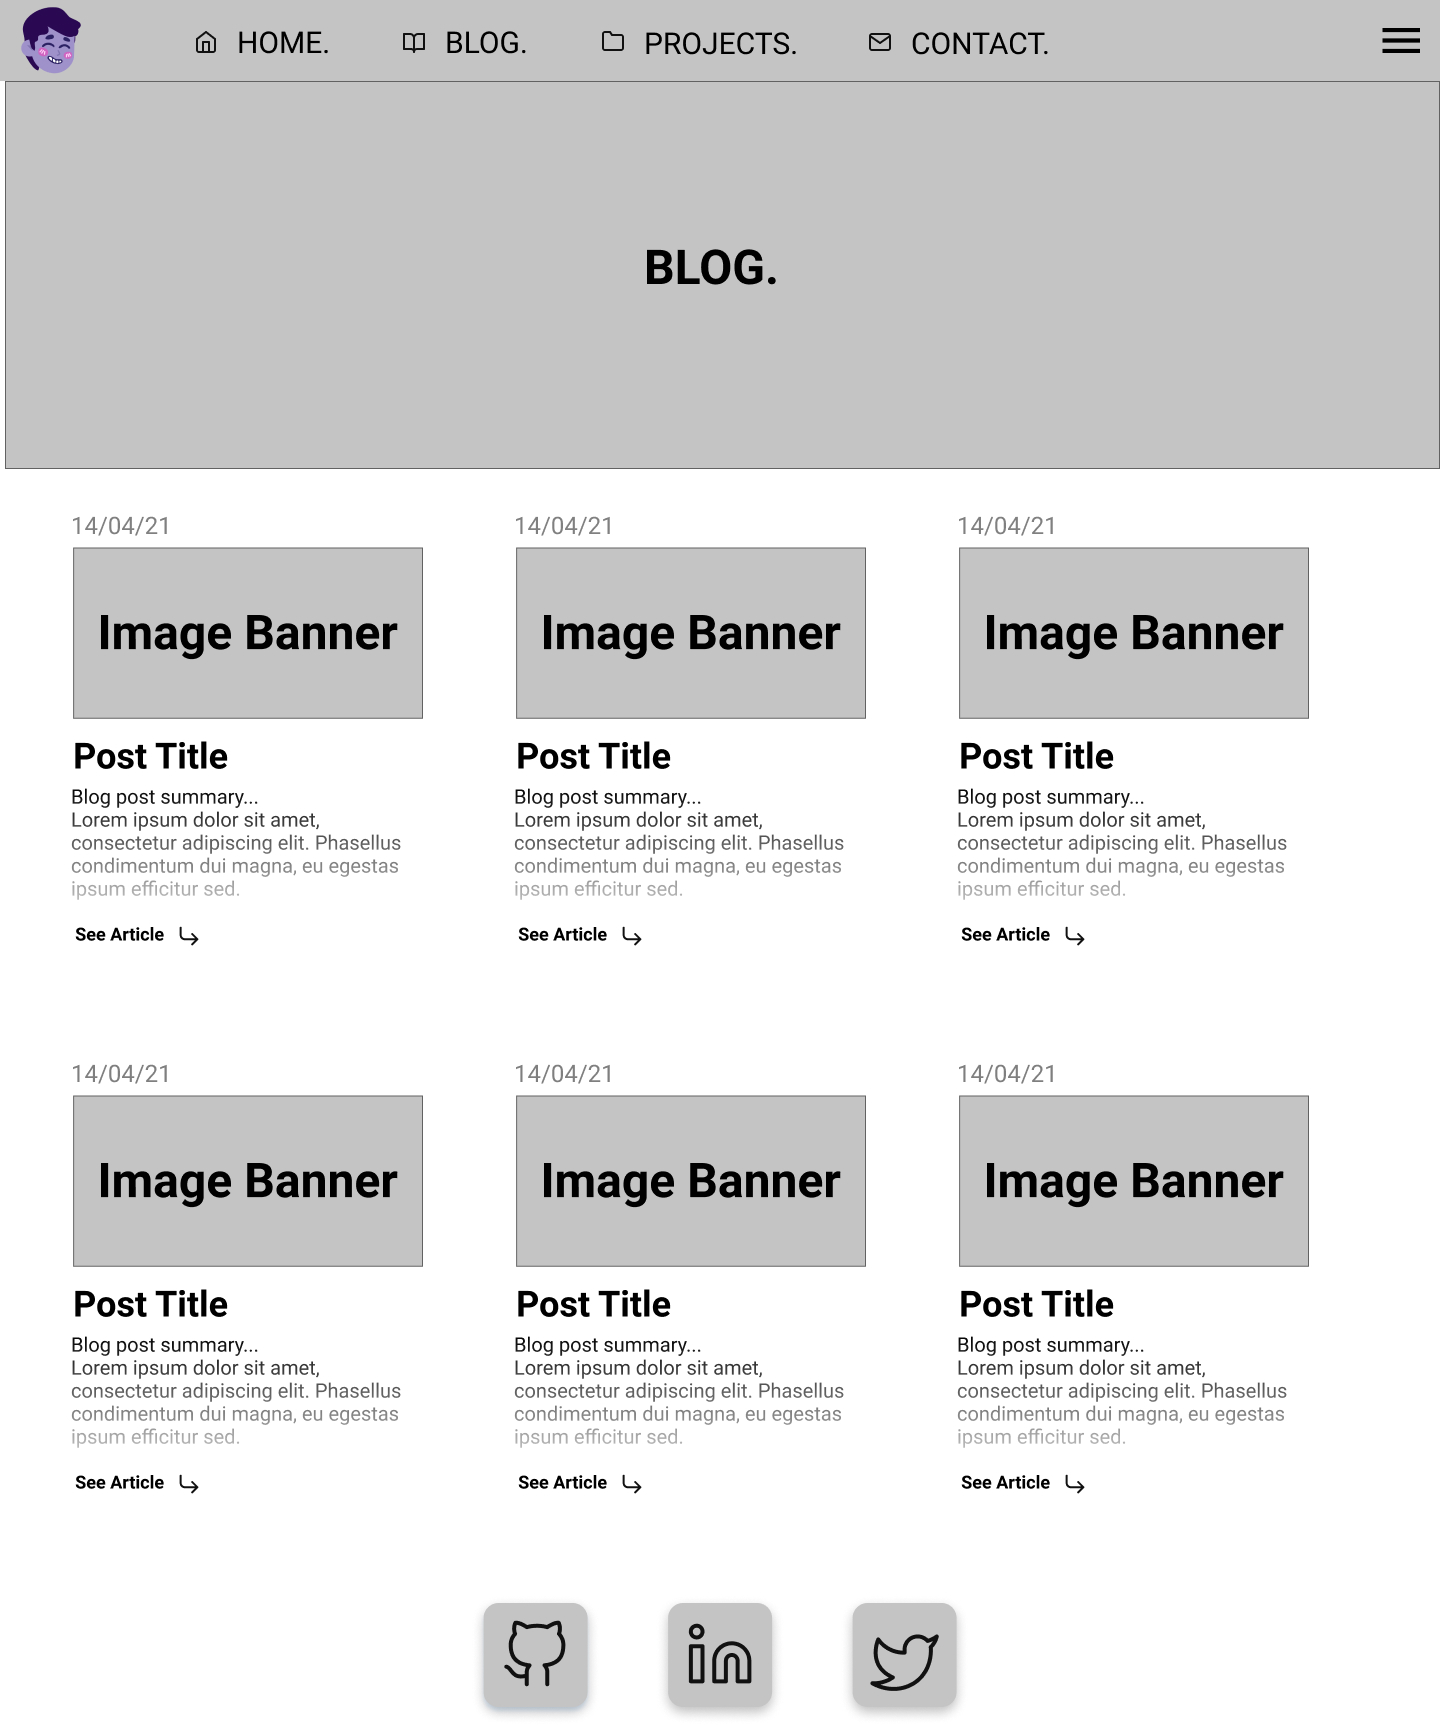 HOME.
BLOG.
PROJECTS.
CONTACT.
BLOG.
14/04/21
Image Banner
Post Title
Blog post summary...
Lorem ipsum dolor sit amet,
consectetur adipiscing elit. Phasellus
condimentum dui magna, eu egestas
ipsum efficitur sed.
See Article
14/04/21
Image Banner
Post Title
Blog post summary...
Lorem ipsum dolor sit amet,
consectetur adipiscing elit. Phasellus
condimentum dui magna, eu egestas
ipsum efficitur sed.
See Article
14/04/21
Image Banner
Post Title
Blog post summary...
Lorem ipsum dolor sit amet,
consectetur adipiscing elit. Phasellus
condimentum dui magna, eu egestas
ipsum efficitur sed.
See Article
14/04/21
Image Banner
Post Title
Blog post summary...
Lorem ipsum dolor sit amet,
consectetur adipiscing elit. Phasellus
condimentum dui magna, eu egestas
ipsum efficitur sed.
See Article
14/04/21
Image Banner
Post Title
Blog post summary...
Lorem ipsum dolor sit amet,
consectetur adipiscing elit. Phasellus
condimentum dui magna, eu egestas
ipsum efficitur sed.
See Article
14/04/21
Image Banner
Post Title
Blog post summary...
Lorem ipsum dolor sit amet,
consectetur adipiscing elit. Phasellus
condimentum dui magna, eu egestas
ipsum efficitur sed.
See Article
in